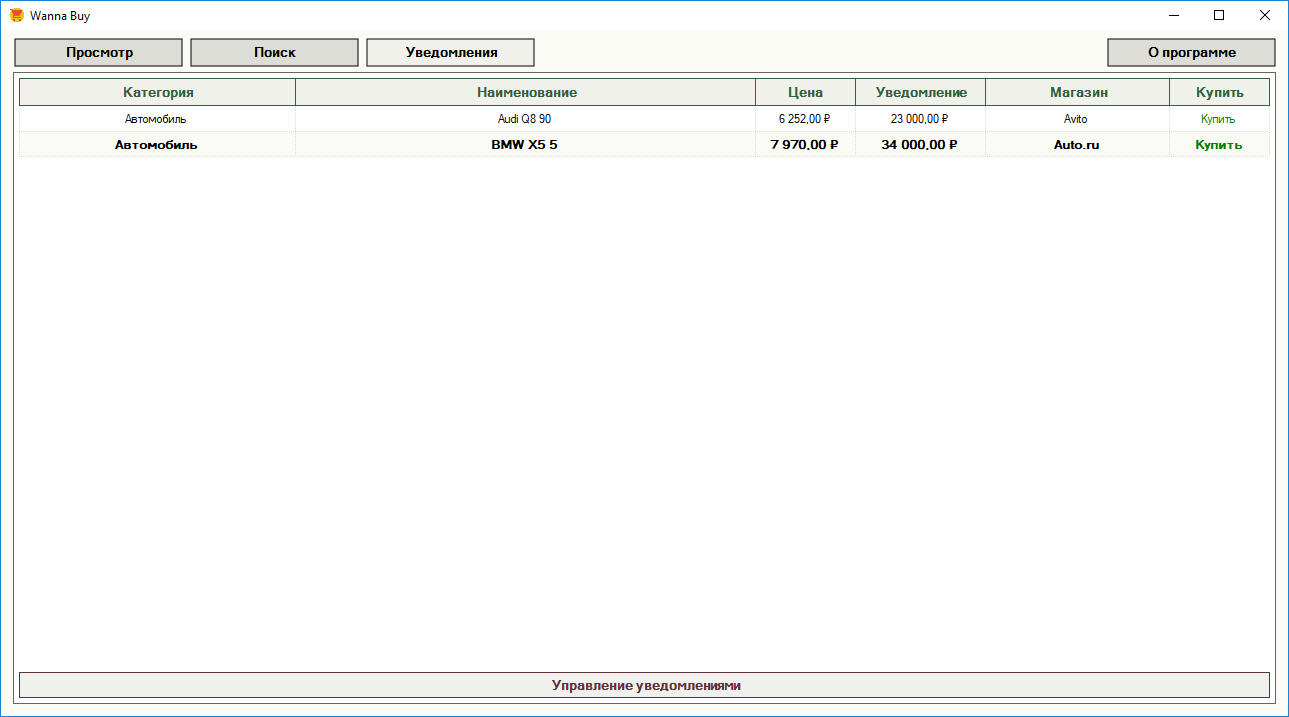 Wanna Buy
Просмотр Поиск Уведомления О программе
Категория Наименование Цена Уведомление Магазин Купить
Автомобиль Audi Q8 90 6 252,00 ₽ 23 000,00 ₽ Avito Купить
Автомобиль BMW X5 5 7 970,00 ₽ 34 000,00 ₽ Auto.ru Купить
Управление уведомлениями